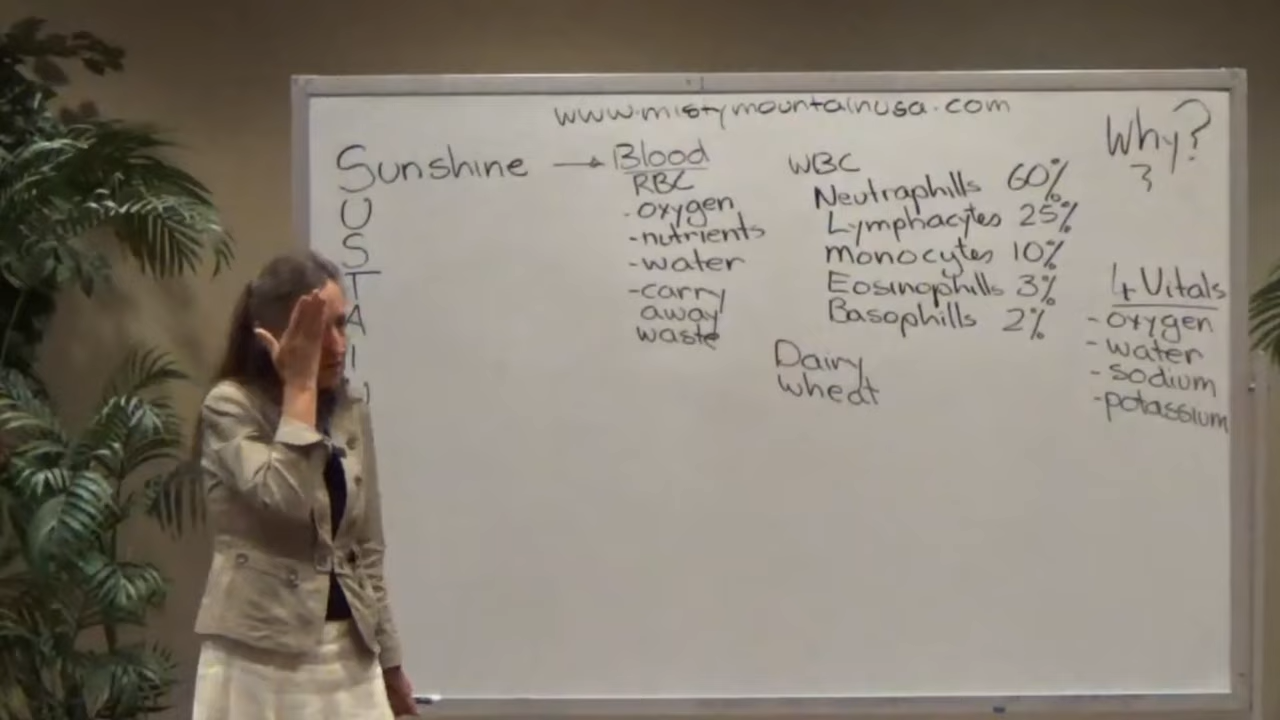 www.mistymountainusa.com
Sunshine → Blood
U
S
T
A
I
RBC
- oxygen
- nutrients
- water
- carry
away
waste
WBC
Neutraphills 60%
Lymphacytes 25%
monocytes 10%
Eosinophills 3%
Basophills 2%
Dairy
wheat
Why?
4 Vitals
- oxygen
- water
- sodium
- potassium